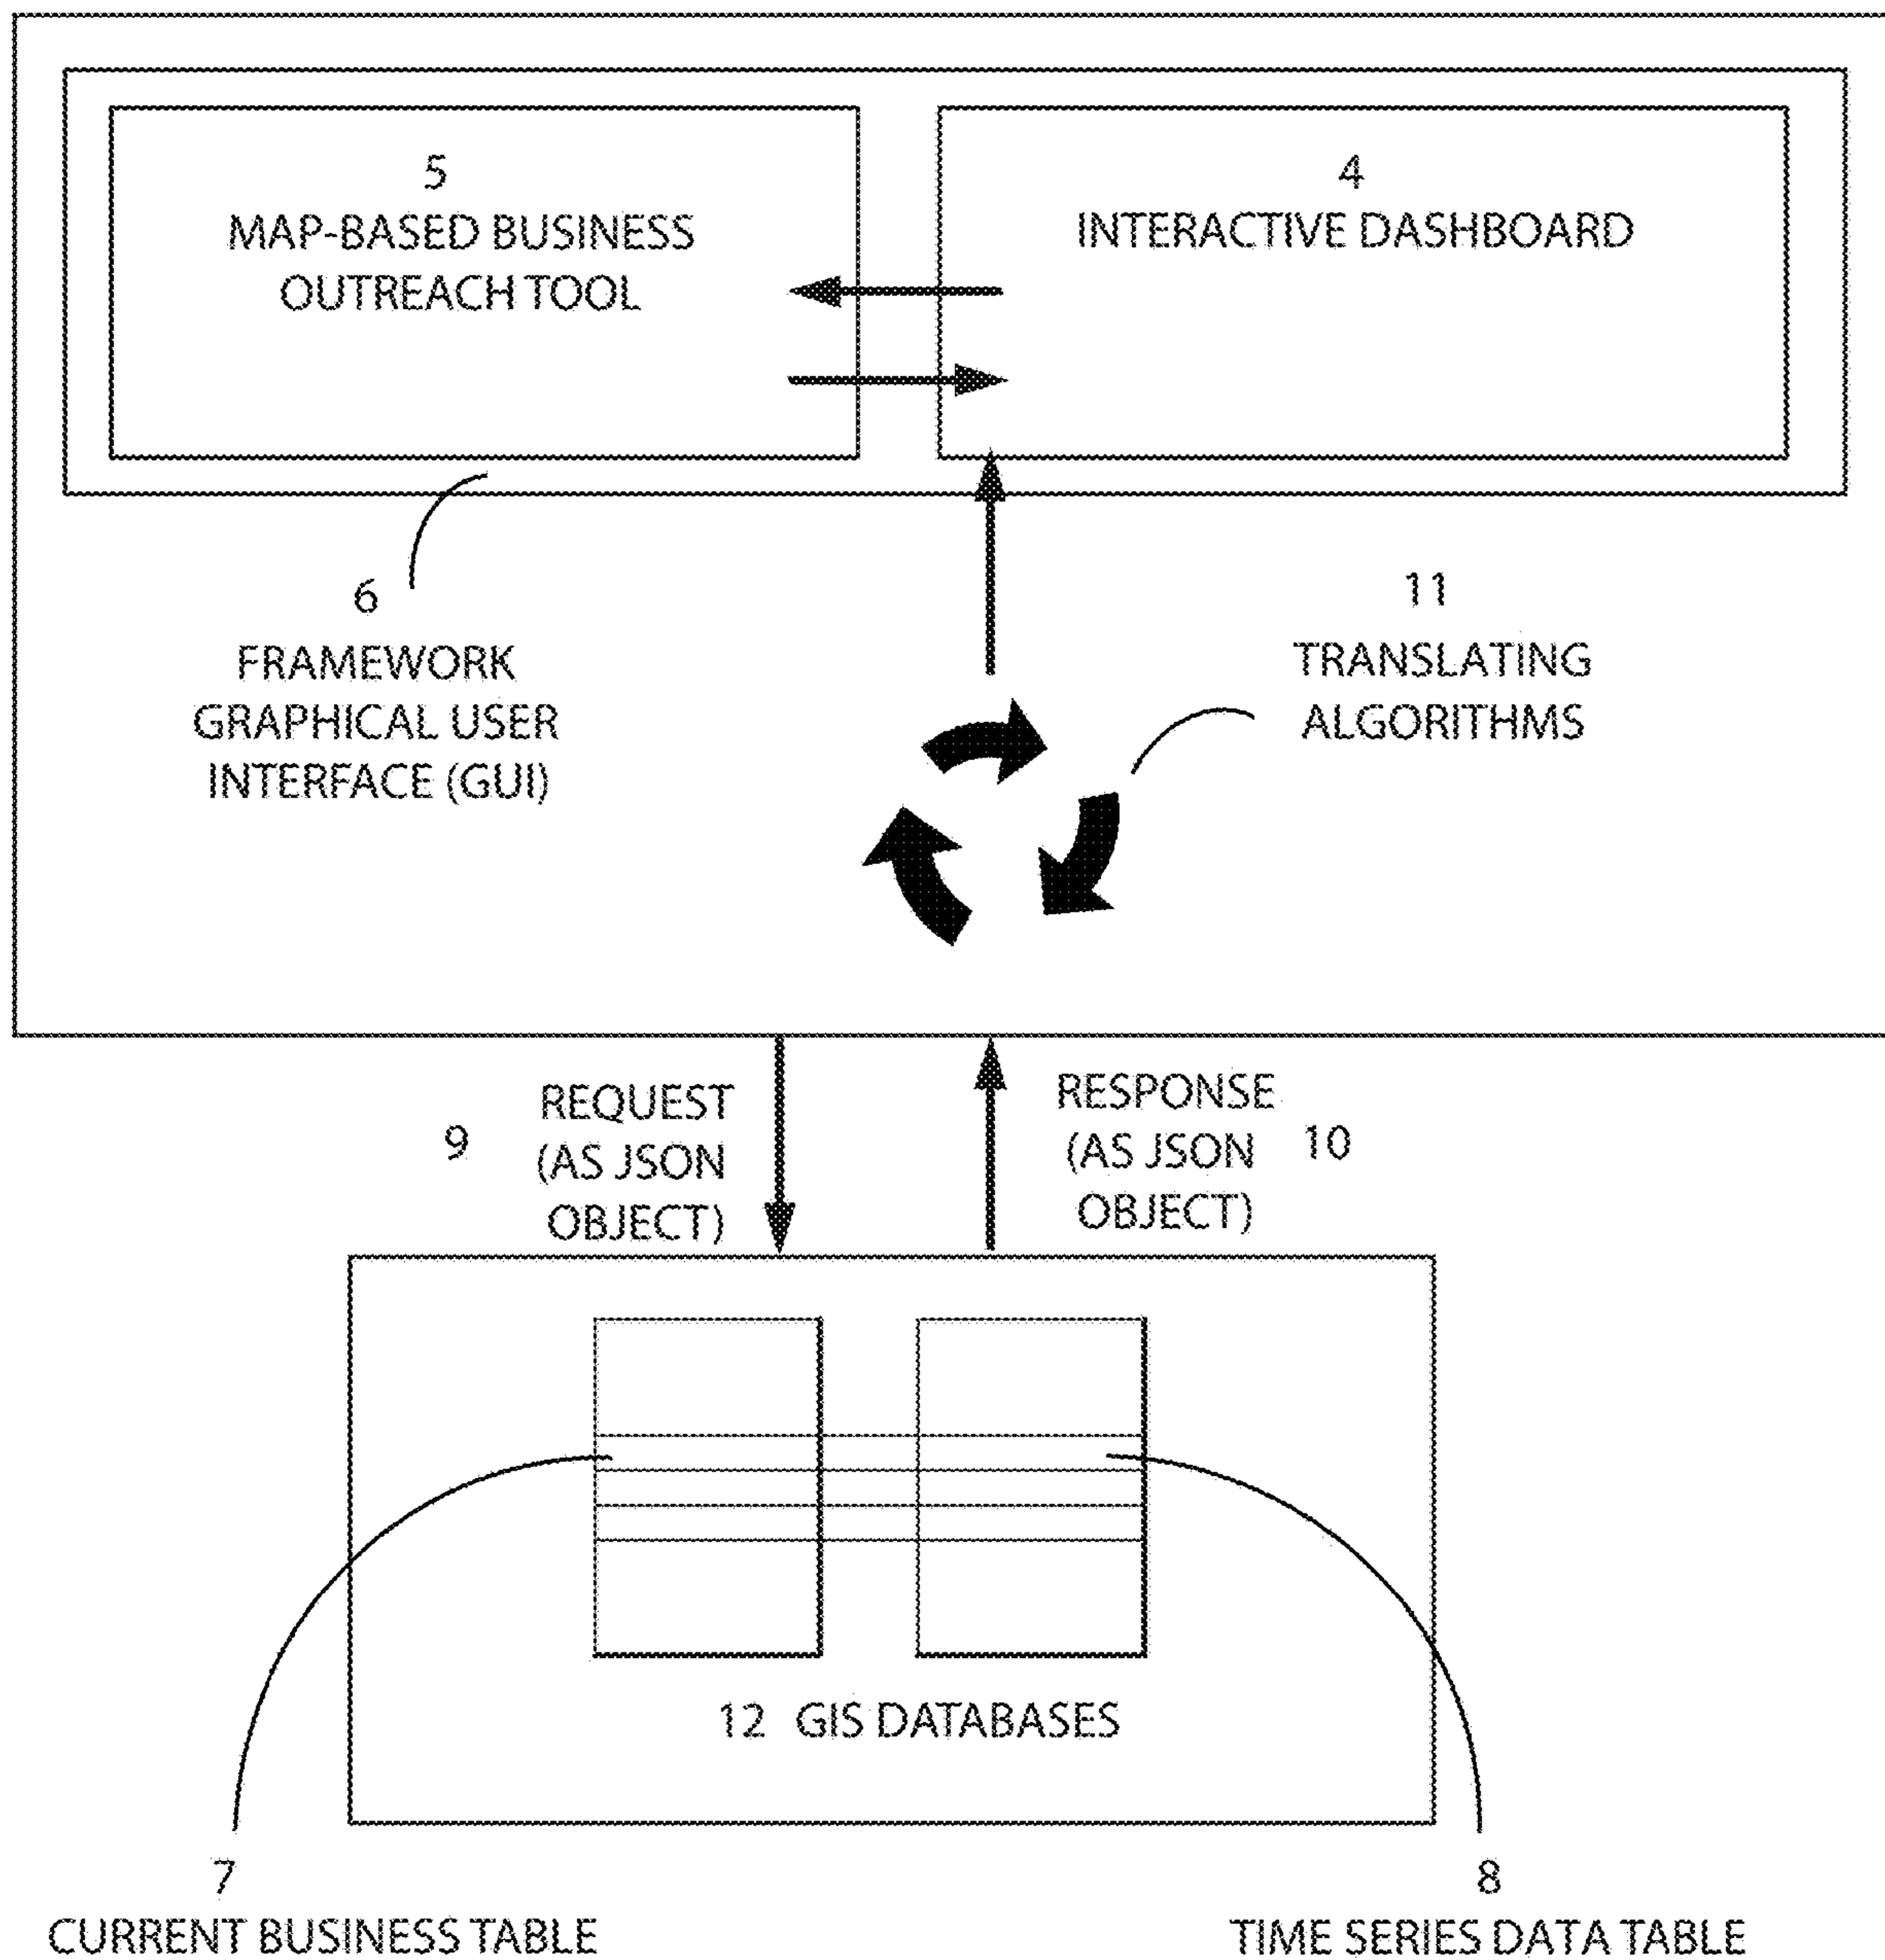 5
MAP-BASED BUSINESS
OUTREACH TOOL
4
INTERACTIVE DASHBOARD
6
FRAMEWORK
GRAPHICAL USER
INTERFACE (GUI)
11
TRANSLATING
ALGORITHMS
9
REQUEST
(AS JSON
OBJECT)
RESPONSE
(AS JSON
OBJECT)
10
12 GIS DATABASES
7
CURRENT BUSINESS TABLE
8
TIME SERIES DATA TABLE